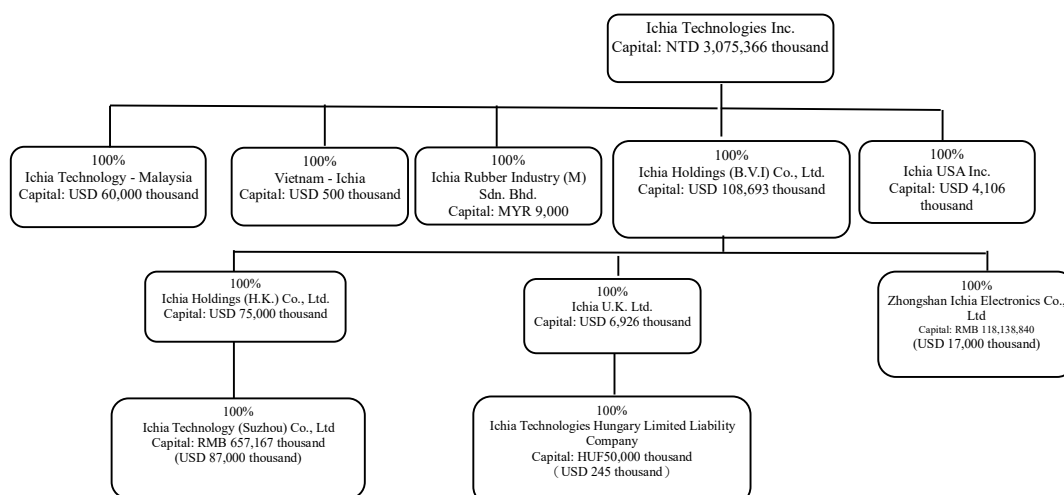 Ichia Technologies Inc.
Capital: NTD 3,075,366 thousand
100%
Ichia Technology - Malaysia
Capital: USD 60,000 thousand
100%
Vietnam - Ichia
Capital: USD 500 thousand
100%
Ichia Rubber Industry (M)
Sdn. Bhd.
Capital: MYR 9,000
100%
Ichia Holdings (B.V.I) Co., Ltd.
Capital: USD 108,693 thousand
100%
Ichia USA Inc.
Capital: USD 4,106
thousand
100%
Ichia Holdings (H.K.) Co., Ltd.
Capital: USD 75,000 thousand
100%
Ichia U.K. Ltd.
Capital: USD 6,926 thousand
100%
Zhongshan Ichia Electronics Co.,
Ltd
Capital: RMB 118,138,840
(USD 17,000 thousand)
100%
Ichia Technology (Suzhou) Co., Ltd
Capital: RMB 657,167 thousand
(USD 87,000 thousand)
100%
Ichia Technologies Hungary Limited Liability
Company
Capital: HUF50,000 thousand
（USD 245 thousand）